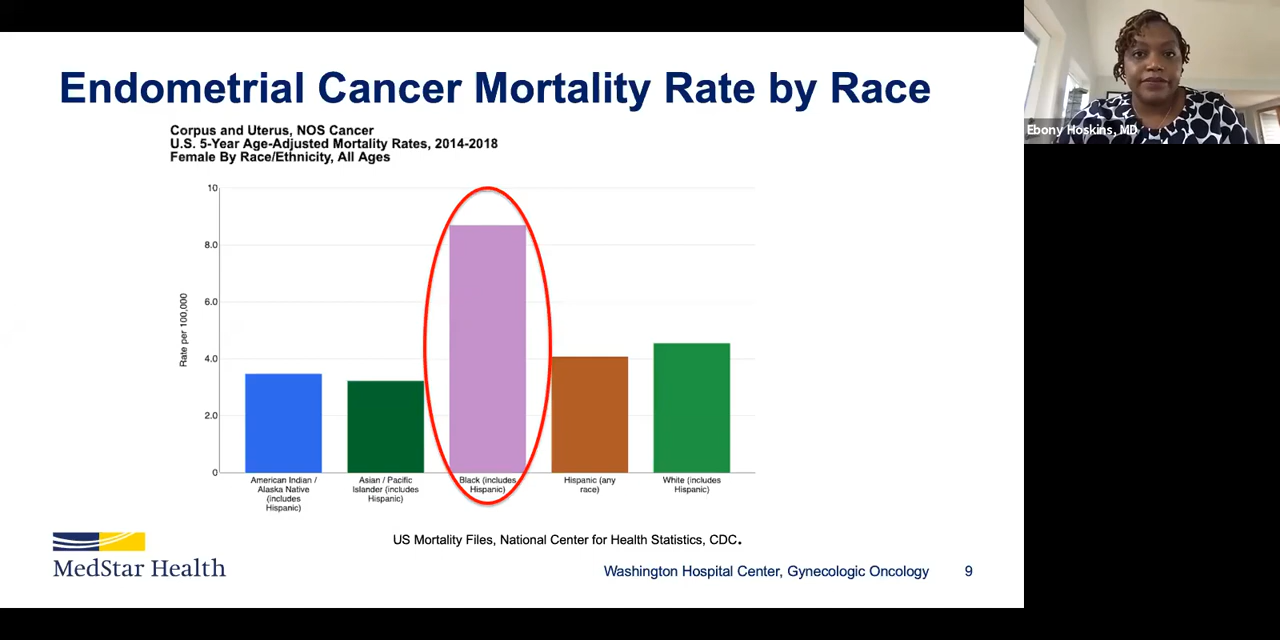 Endometrial Cancer Mortality Rate by Race
Corpus and Uterus, NOS Cancer
U.S. 5-Year Age-Adjusted Mortality Rates, 2014-2018
Female By Race/Ethnicity, All Ages
Rate per 100,000
10
8.0
6.0
4.0
2.0
0
American Indian /
Alaska Native
(includes
Hispanic)
Asian / Pacific
Islander (includes
Hispanic)
Black (includes
Hispanic)
Hispanic (any
race)
White (includes
Hispanic)
US Mortality Files, National Center for Health Statistics, CDC.
MedStar Health
Washington Hospital Center, Gynecologic Oncology
9
Ebony Hoskins, MD